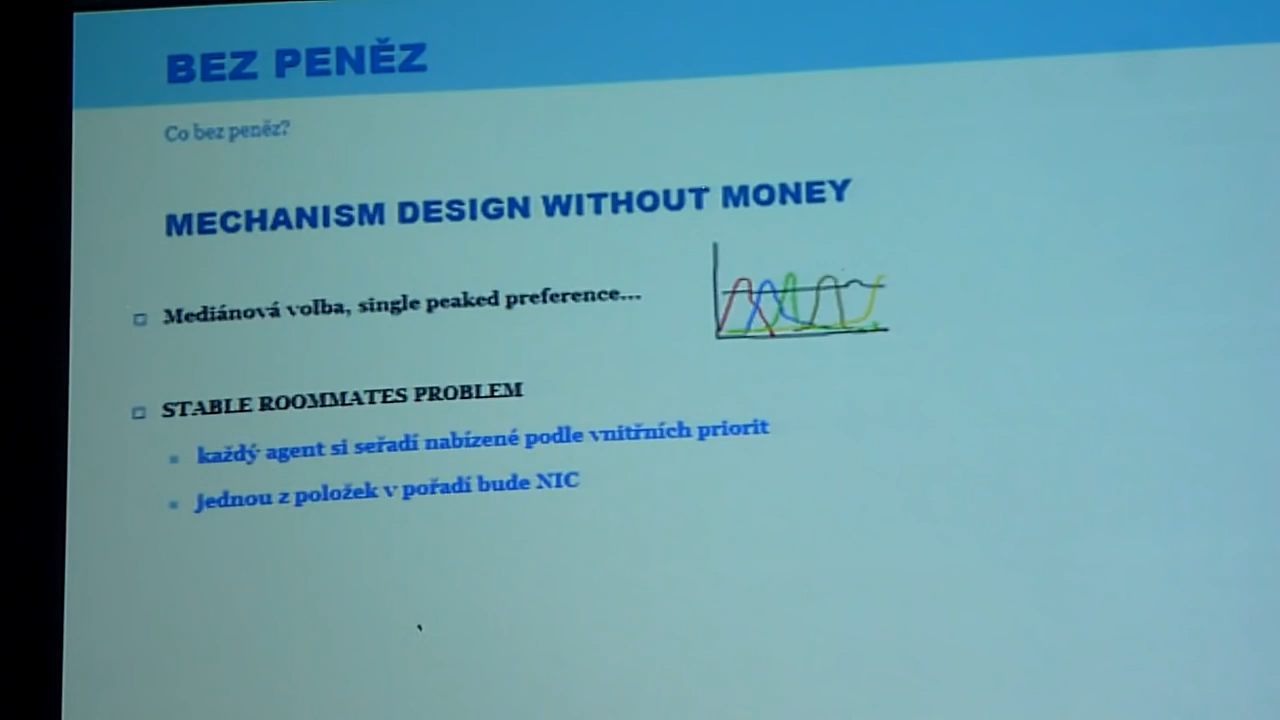 BEZ PENĚZ
Co bez peněz?
MECHANISM DESIGN WITHOUT MONEY
Mediánová volba, single peaked preference...
STABLE ROOMMATES PROBLEM
každý agent si seřadí nabízené podle vnitřních priorit
Jednou z položek v pořadí bude NIC